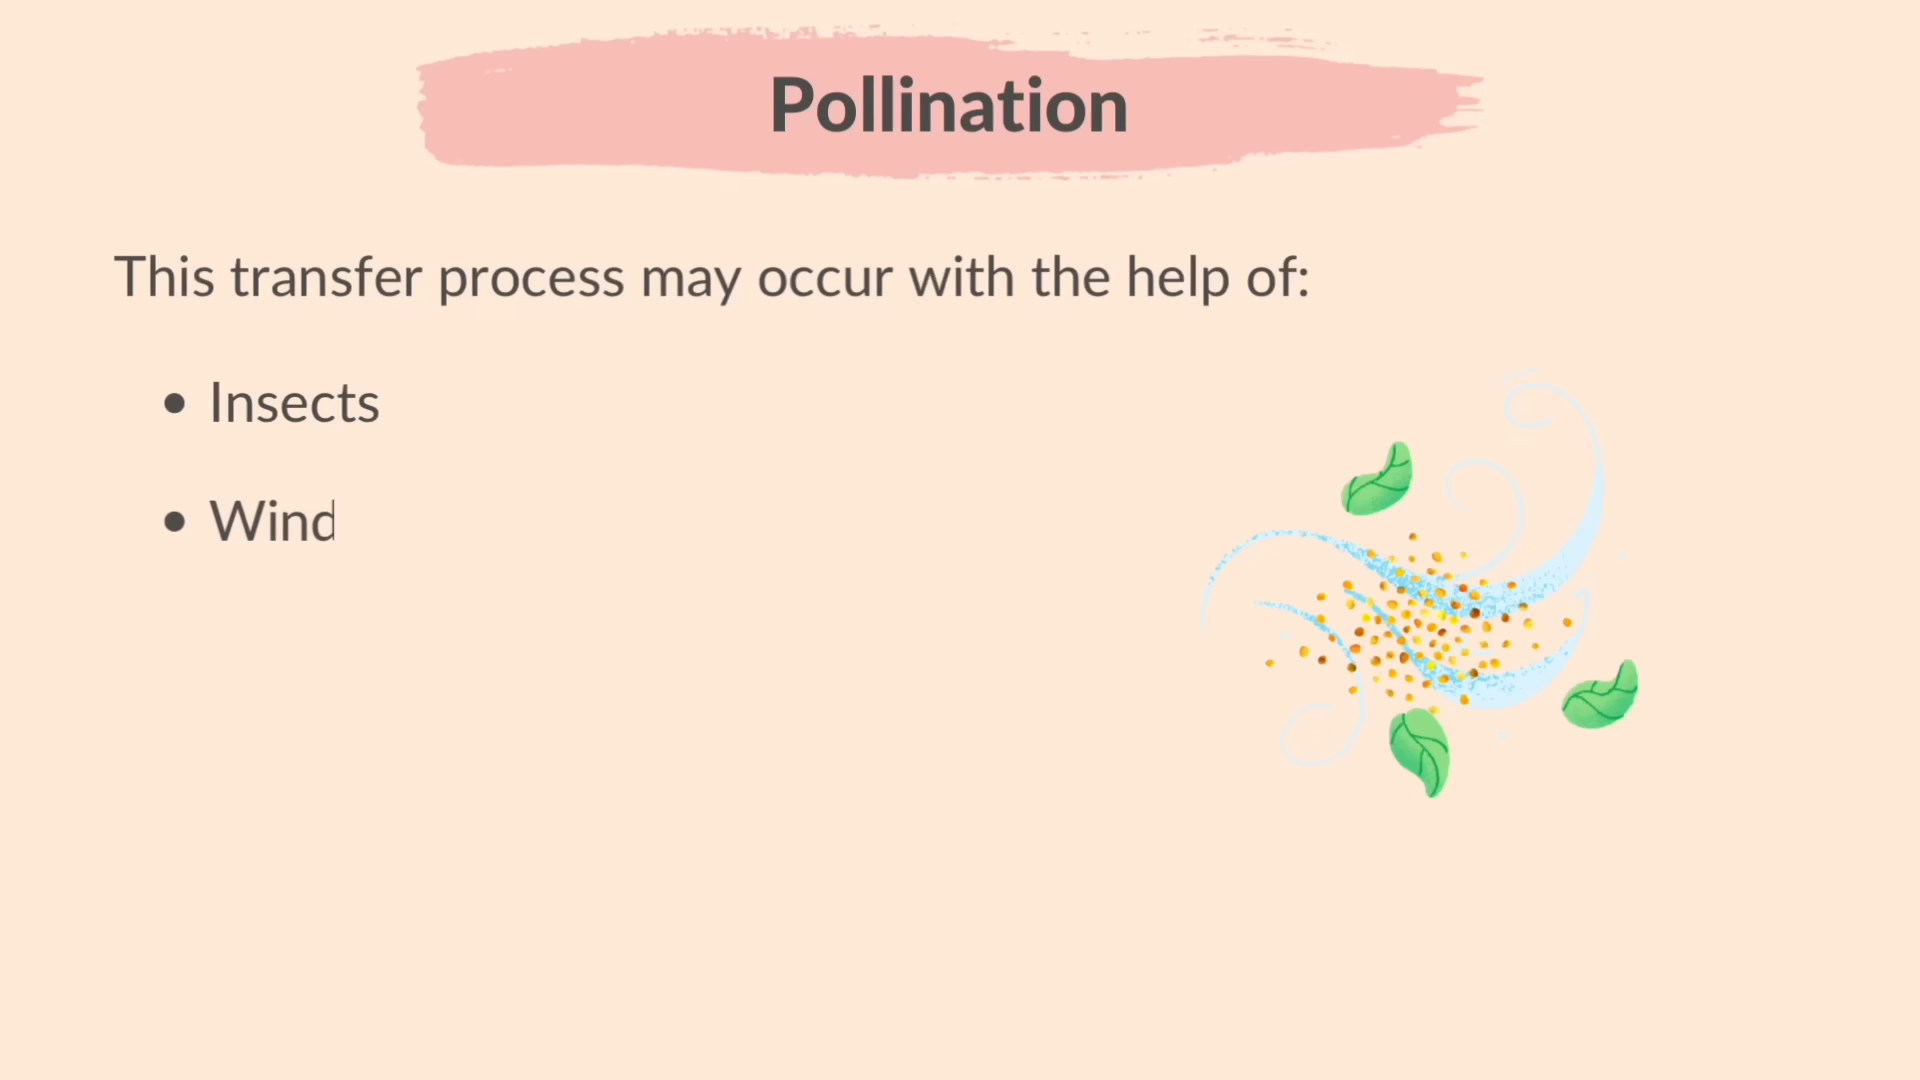 Pollination
This transfer process may occur with the help of:
• Insects
• Wind